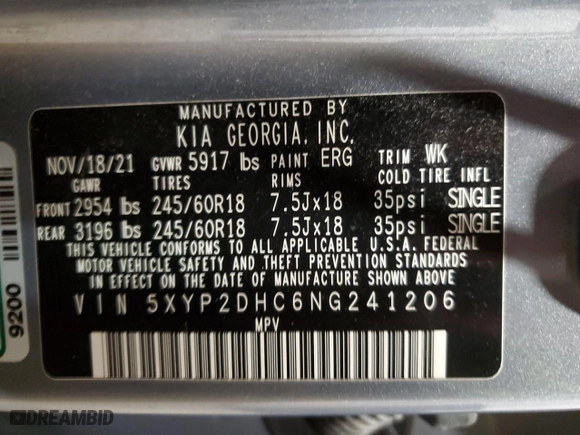 MANUFACTURED BY
KIA GEORGIA, INC.
NOV/18/21 GVWR 5917 lbs PAINT ERG TRIM WK
GAWR TIRES RIMS COLD TIRE INFL
FRONT 2954 lbs 245/60R18 7.5Jx18 35psi SINGLE
REAR 3196 lbs 245/60R18 7.5Jx18 35psi SINGLE
THIS VEHICLE CONFORMS TO ALL APPLICABLE U.S.A. FEDERAL
MOTOR VEHICLE SAFETY AND THEFT PREVENTION STANDARDS
IN EFFECT ON THE DATE OF MANUFACTURE SHOWN ABOVE.
VIN 5XYP2DHC6NG241206
MPV
9200
DREAMBID